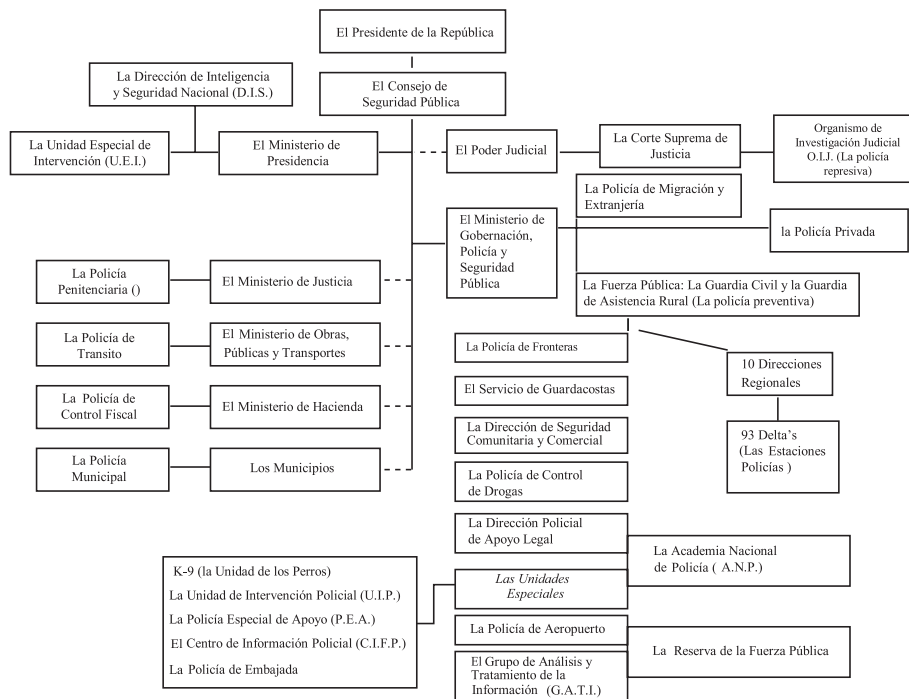 El Presidente de la República
La Dirección de Inteligencia
y Seguridad Nacional (D.I.S.)
El Consejo de
Seguridad Pública
La Unidad Especial de
Intervención (U.E.I.)
El Ministerio de
Presidencia
El Poder Judicial
La Corte Suprema de
Justicia
Organismo de
Investigación Judicial
O.I.J. (La policía
represiva)
La Policía de Migración y
Extranjería
El Ministerio de
Gobernación,
Policía y
Seguridad
Pública
la Policía Privada
La Policía
Penitenciaria ()
El Ministerio de Justicia
La Fuerza Pública: La Guardia Civil y la Guardia
de Asistencia Rural (La policía preventiva)
La Policía de
Transito
El Ministerio de Obras,
Públicas y Transportes
La Policía de Fronteras
10 Direcciones
Regionales
La Policía de
Control Fiscal
El Ministerio de Hacienda
El Servicio de Guardacostas
La Dirección de Seguridad
Comunitaria y Comercial
93 Delta's
(Las Estaciones
Policías )
La Policía
Municipal
Los Municipios
La Policía de Control
de Drogas
La Dirección Policial
de Apoyo Legal
La Academia Nacional
de Policía ( A.N.P.)
K-9 (la Unidad de los Perros)
La Unidad de Intervención Policial (U.I.P.)
La Policía Especial de Apoyo (P.E.A.)
El Centro de Información Policial (C.I.F.P.)
La Policía de Embajada
Las Unidades
Especiales
La Policía de Aeropuerto
La Reserva de la Fuerza Pública
El Grupo de Análisis y
Tratamiento de la
Información (G.A.T.I.)